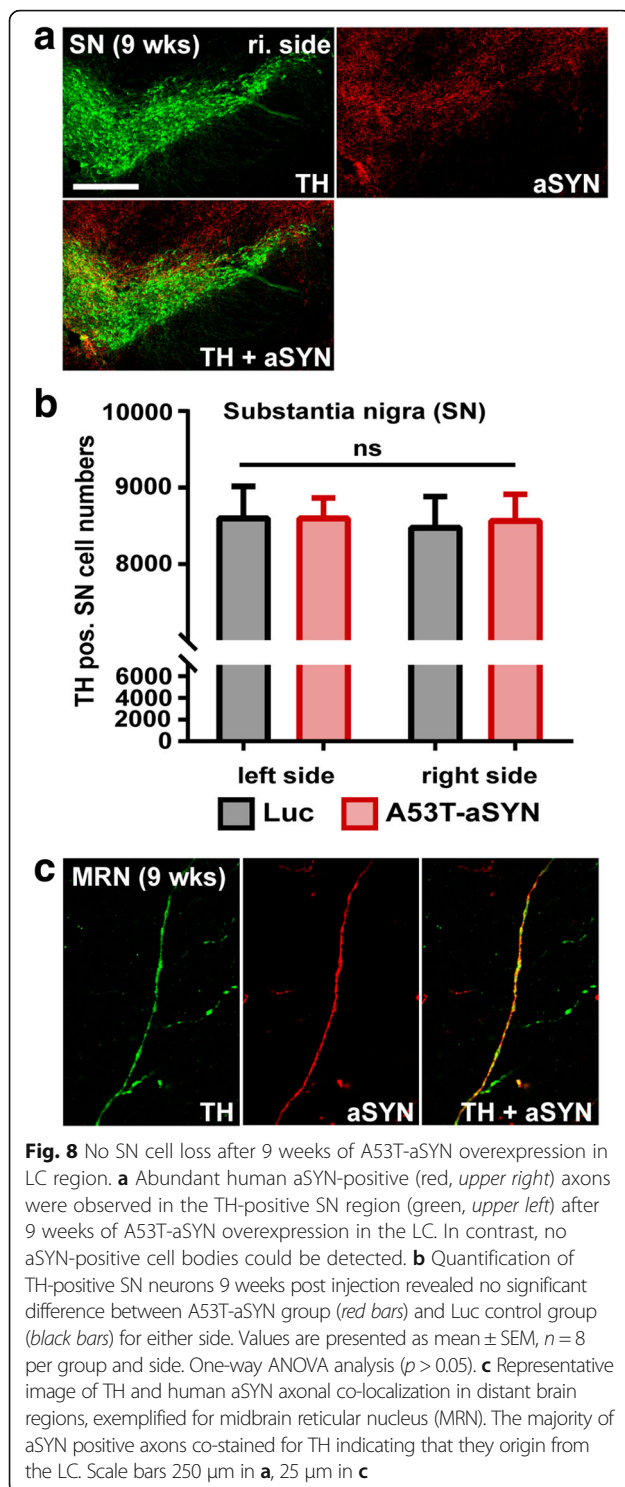 a
SN (9 wks) ri. side
TH
aSYN
TH + aSYN
b
Substantia nigra (SN)
ns
TH pos. SN cell numbers
10000
9000
8000
6000
4000
2000
0
left side right side
Luc A53T-aSYN
c
MRN (9 wks)
TH
aSYN
TH + aSYN
Fig. 8 No SN cell loss after 9 weeks of A53T-aSYN overexpression in
LC region. a Abundant human aSYN-positive (red, upper right) axons
were observed in the TH-positive SN region (green, upper left) after
9 weeks of A53T-aSYN overexpression in the LC. In contrast, no
aSYN-positive cell bodies could be detected. b Quantification of
TH-positive SN neurons 9 weeks post injection revealed no significant
difference between A53T-aSYN group (red bars) and Luc control group
(black bars) for either side. Values are presented as mean ± SEM, n = 8
per group and side. One-way ANOVA analysis (p > 0.05). c Representative
image of TH and human aSYN axonal co-localization in distant brain
regions, exemplified for midbrain reticular nucleus (MRN). The majority of
aSYN positive axons co-stained for TH indicating that they origin from
the LC. Scale bars 250 μm in a, 25 μm in c